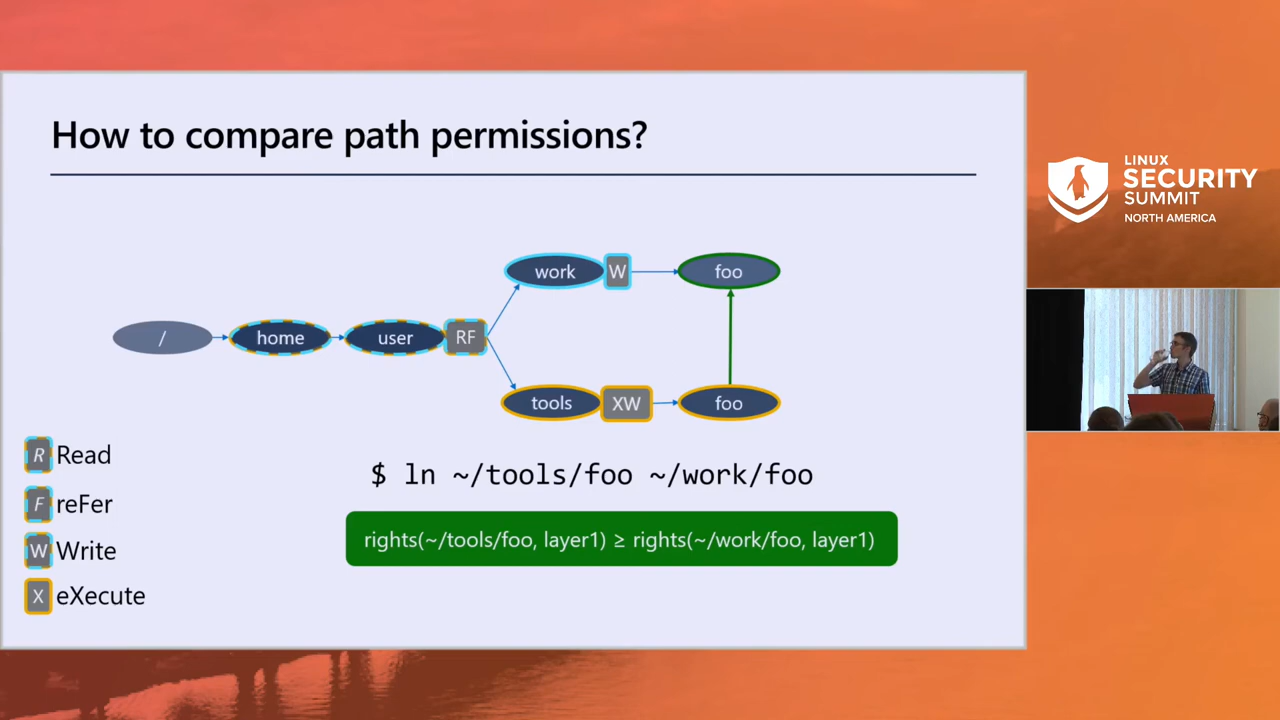 How to compare path permissions?
LINUX
SECURITY
SUMMIT
NORTH AMERICA
work W foo
/ home user RF
tools XW foo
R Read
F reFer
W Write
X eXecute
$ ln ~/tools/foo ~/work/foo
rights(~/tools/foo, layer1) ≥ rights(~/work/foo, layer1)